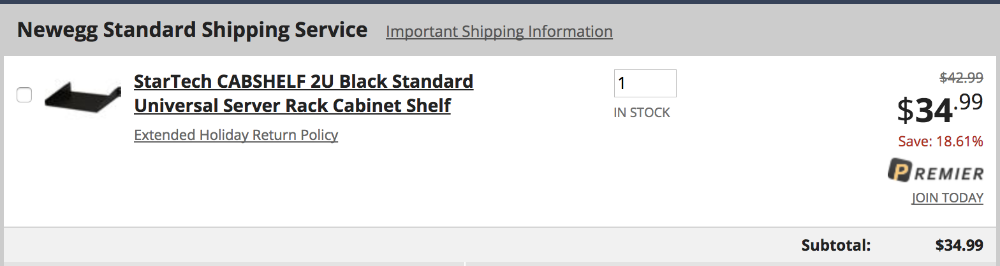 Newegg Standard Shipping Service Important Shipping Information
StarTech CABSHELF 2U Black Standard
Universal Server Rack Cabinet Shelf
Extended Holiday Return Policy
1
IN STOCK
$42.99
$34.99
Save: 18.61%
PREMIER
JOIN TODAY
Subtotal: $34.99